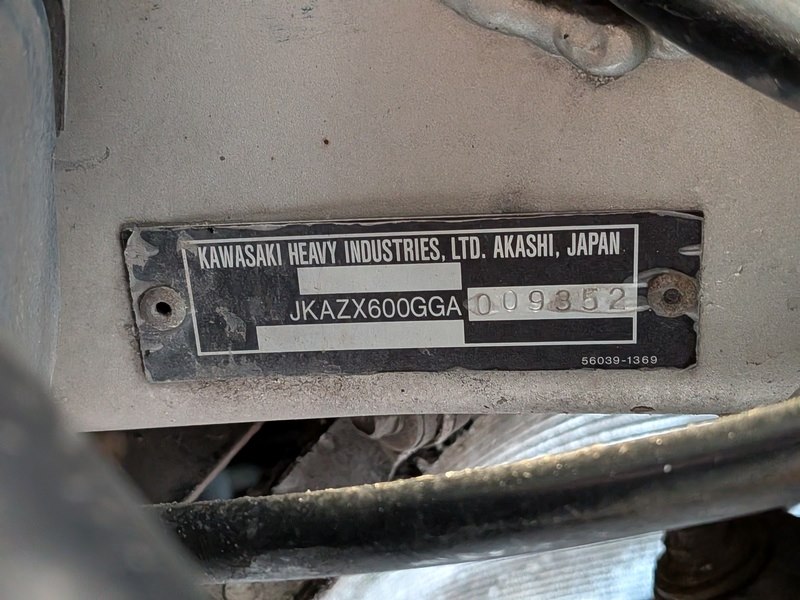 KAWASAKI HEAVY INDUSTRIES, LTD. AKASHI, JAPAN
JKAZX600GGA 009352
56039-1369